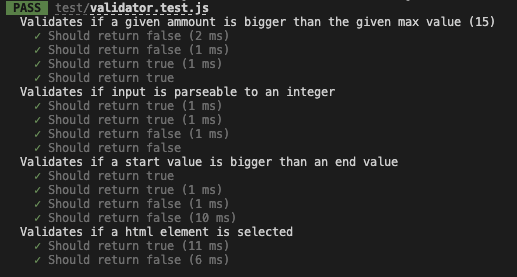 PASS test/validator.test.js
Validates if a given ammount is bigger than the given max value (15)
✓ Should return false (2 ms)
✓ Should return false (1 ms)
✓ Should return true (1 ms)
✓ Should return true
Validates if input is parseable to an integer
✓ Should return true (1 ms)
✓ Should return true (1 ms)
✓ Should return false (1 ms)
✓ Should return false
Validates if a start value is bigger than an end value
✓ Should return true
✓ Should return true (1 ms)
✓ Should return false (1 ms)
✓ Should return false (10 ms)
Validates if a html element is selected
✓ Should return true (11 ms)
✓ Should return false (6 ms)